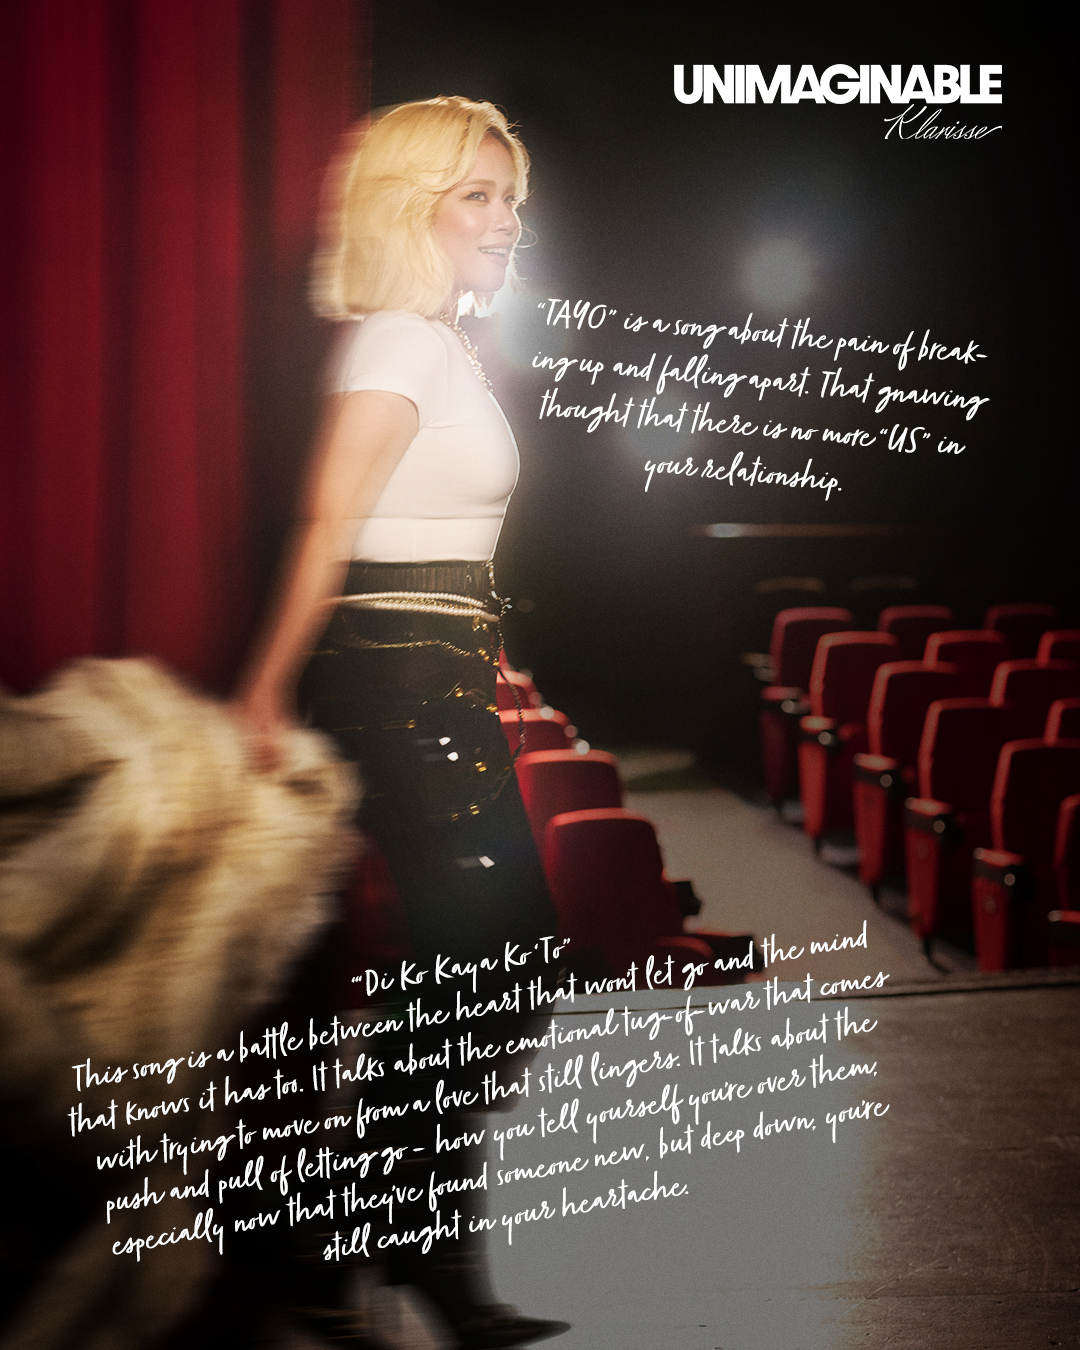 UNIMAGINABLE
Klarisse
“TAYO” is a song about the pain of break-
ing up and falling apart. That gnawing
thought that there is no more “US” in
your relationship.
“‘Di Ko Kaya Ko ‘To”
This song is a battle between the heart that won't let go and the mind
that knows it has too. It talks about the emotional tug-of-war that comes
with trying to move on from a love that still lingers. It talks about the
push and pull of letting go - how you tell yourself you're over them,
especially now that they've found someone new, but deep down, you're
still caught in your heartache.